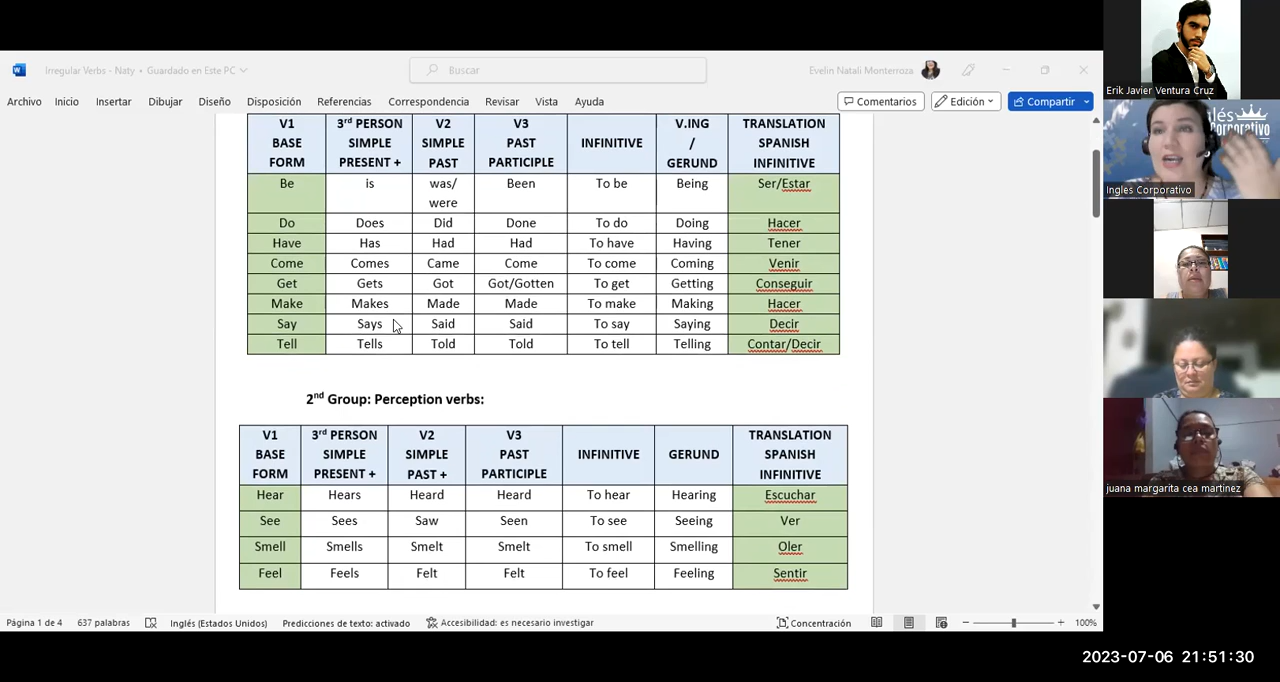 Irregular Verbs - Naty • Guardado en Este PC
Buscar
Evelin Natali Monterroza
Archivo Inicio Insertar Dibujar Diseño Disposición Referencias Correspondencia Revisar Vista Ayuda
Comentarios Edición Compartir
V1 BASE FORM | 3rd PERSON SIMPLE PRESENT + | V2 SIMPLE PAST | V3 PAST PARTICIPLE | INFINITIVE | V.ING / GERUND | TRANSLATION SPANISH INFINITIVE
Be | is | was/ were | Been | To be | Being | Ser/Estar
Do | Does | Did | Done | To do | Doing | Hacer
Have | Has | Had | Had | To have | Having | Tener
Come | Comes | Came | Come | To come | Coming | Venir
Get | Gets | Got | Got/Gotten | To get | Getting | Conseguir
Make | Makes | Made | Made | To make | Making | Hacer
Say | Says | Said | Said | To say | Saying | Decir
Tell | Tells | Told | Told | To tell | Telling | Contar/Decir
2nd Group: Perception verbs:
V1 BASE FORM | 3rd PERSON SIMPLE PRESENT + | V2 SIMPLE PAST + | V3 PAST PARTICIPLE | INFINITIVE | GERUND | TRANSLATION SPANISH INFINITIVE
Hear | Hears | Heard | Heard | To hear | Hearing | Escuchar
See | Sees | Saw | Seen | To see | Seeing | Ver
Smell | Smells | Smelt | Smelt | To smell | Smelling | Oler
Feel | Feels | Felt | Felt | To feel | Feeling | Sentir
Página 1 de 4 637 palabras Inglés (Estados Unidos) Predicciones de texto: activado Accesibilidad: es necesario investigar Concentración 100%
Erik Javier Ventura Cruz
Corporativo
Ingles Corporativo
juana margarita cea martinez
2023-07-06 21:51:30